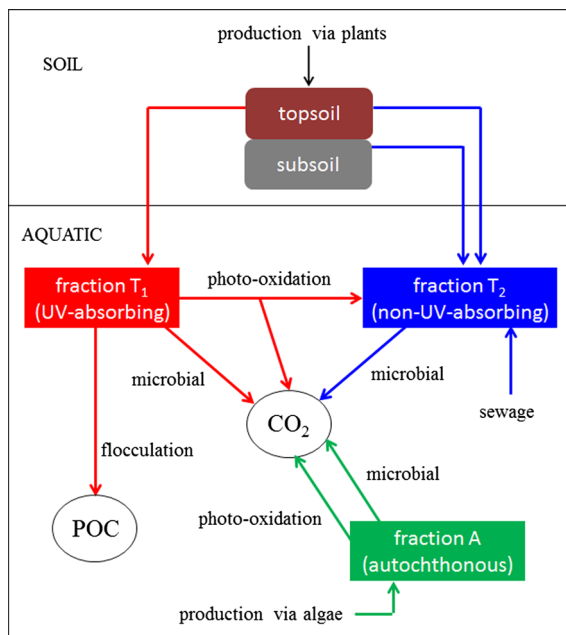 production via plants
SOIL
topsoil
subsoil
AQUATIC
fraction T₁
(UV-absorbing)
photo-oxidation
fraction T₂
(non-UV-absorbing)
microbial
microbial
sewage
CO₂
flocculation
microbial
POC
photo-oxidation
fraction A
(autochthonous)
production via algae